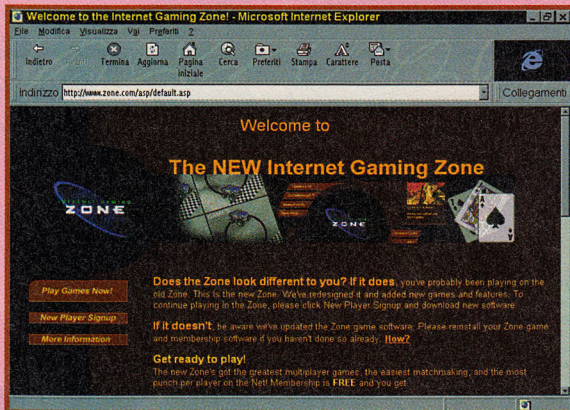 Welcome to the Internet Gaming Zone! - Microsoft Internet Explorer
File Modifica Visualizza Vai Preferiti ?
Indietro Avanti Termina Aggiorna Pagina iniziale Cerca Preferiti Stampa Carattere Posta
Indirizzo http://www.zone.com/asp/default.asp Collegamenti
Welcome to
The NEW Internet Gaming Zone
INTERNET GAMING
ZONE
ZONE
A
Play Games Now!
New Player Signup
More Information
Does the Zone look different to you? If it does, you've probably been playing on the
old Zone. This is the new Zone. We've redesigned it and added new games and features. To
continue playing in the Zone, please click New Player Signup and download new software.
If it doesn't, be aware we've updated the Zone game software. Please reinstall your Zone game
and membership software if you haven't done so already. How?
Get ready to play!
The new Zone's got the greatest multiplayer games, the easiest matchmaking, and the most
punch per player on the Net! Membership is FREE and you get